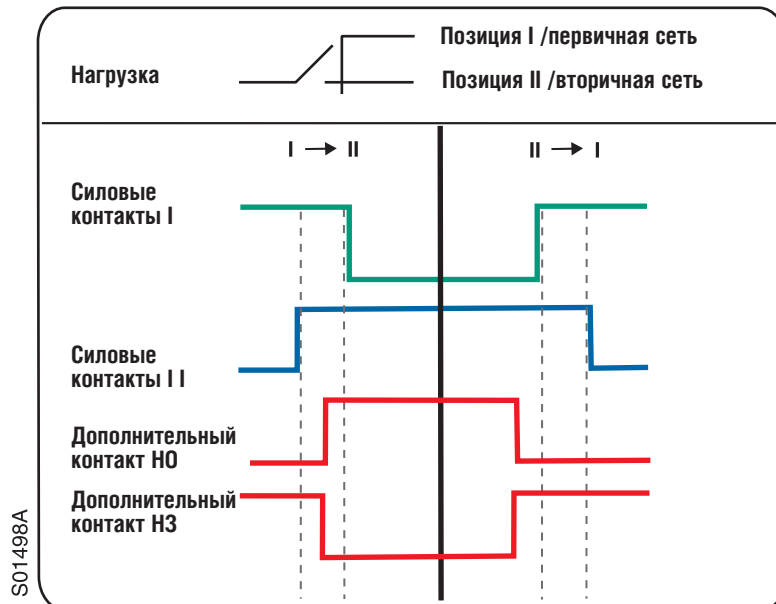 Позиция I /первичная сеть
Нагрузка
Позиция II /вторичная сеть
I → II
II → I
Силовые
контакты I
Силовые
контакты I I
Дополнительный
контакт НО
Дополнительный
контакт НЗ
S01498A